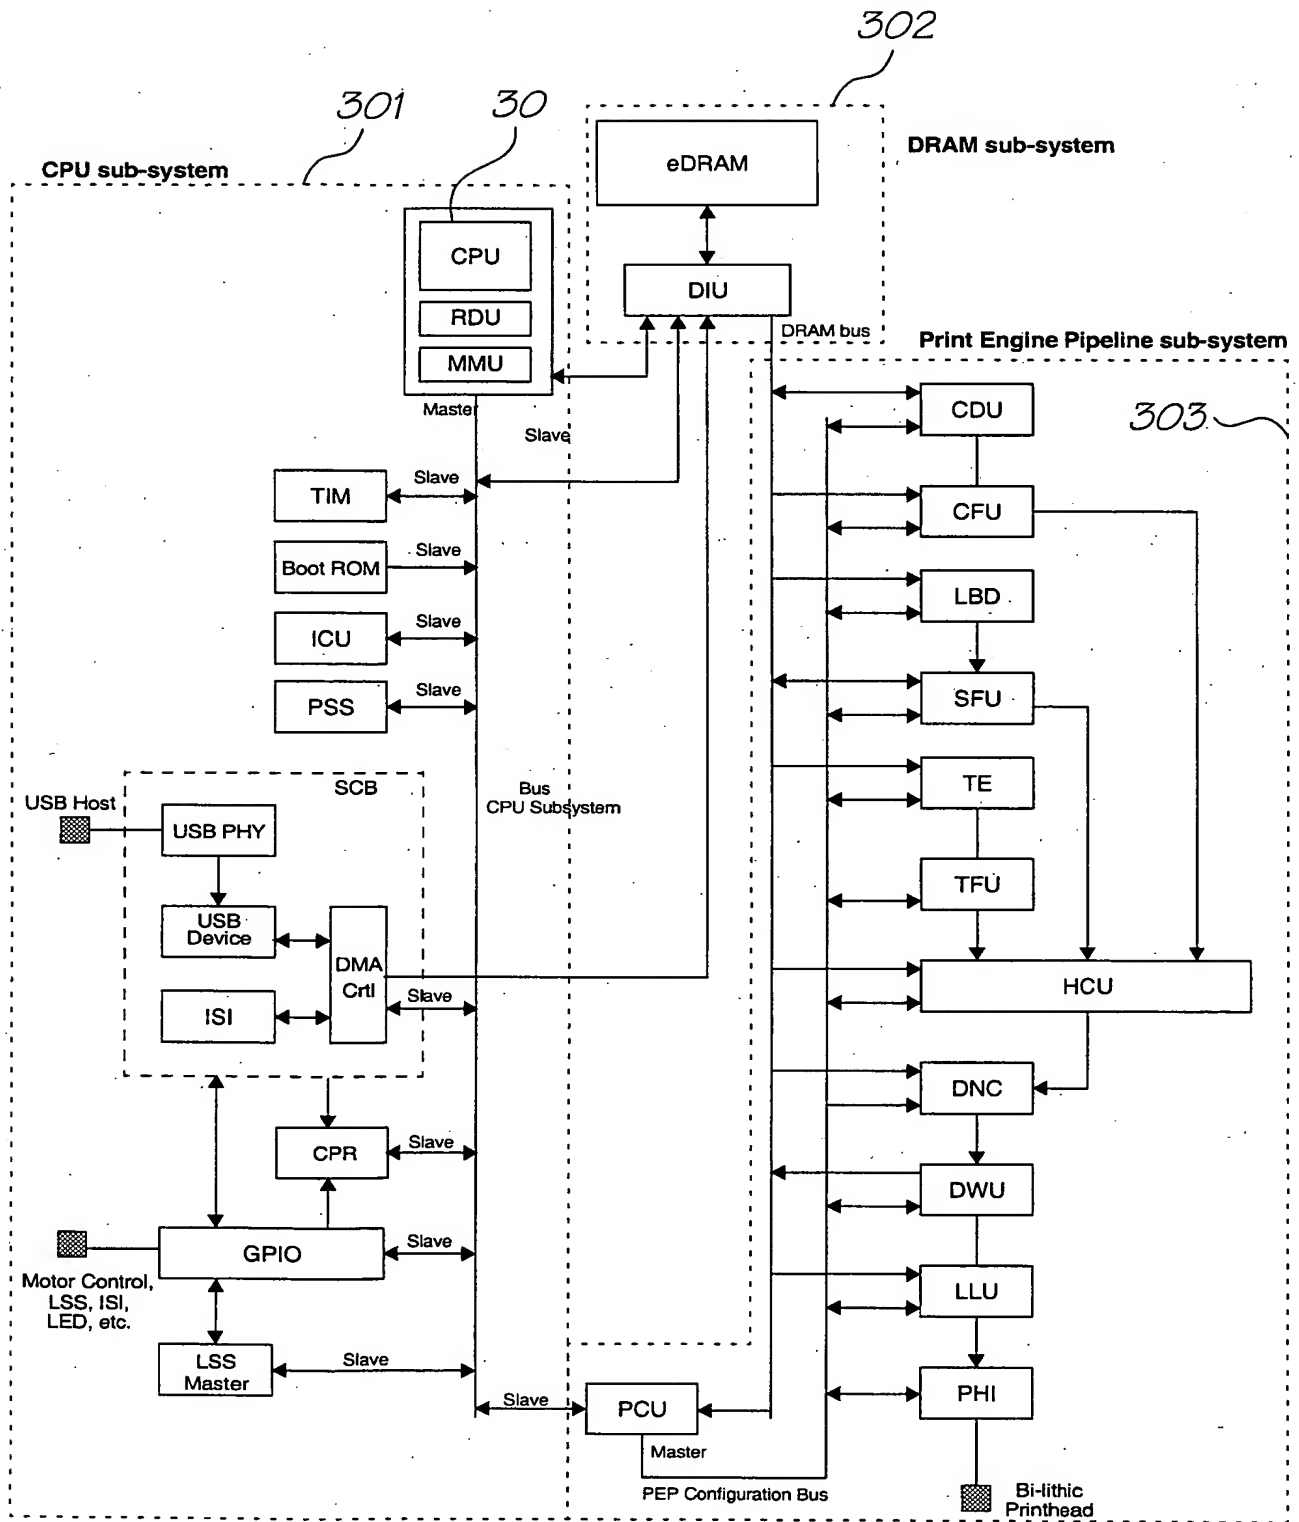 302
301
30
DRAM sub-system
CPU sub-system
eDRAM
CPU
DIU
RDU
DRAM bus
Print Engine Pipeline sub-system
MMU
Master
CDU
303
Slave
TIM
Slave
CFU
Boot ROM
Slave
LBD
ICU
Slave
PSS
Slave
SFU
SCB
Bus
CPU Subsystem
TE
USB Host
USB PHY
TFU
USB
Device
DMA
Crtl
HCU
ISI
Slave
DNC
CPR
Slave
DWU
GPIO
Slave
Motor Control,
LSS, ISI,
LED, etc.
LLU
LSS
Master
Slave
PHI
Slave
PCU
Master
PEP Configuration Bus
Bi-lithic
Printhead